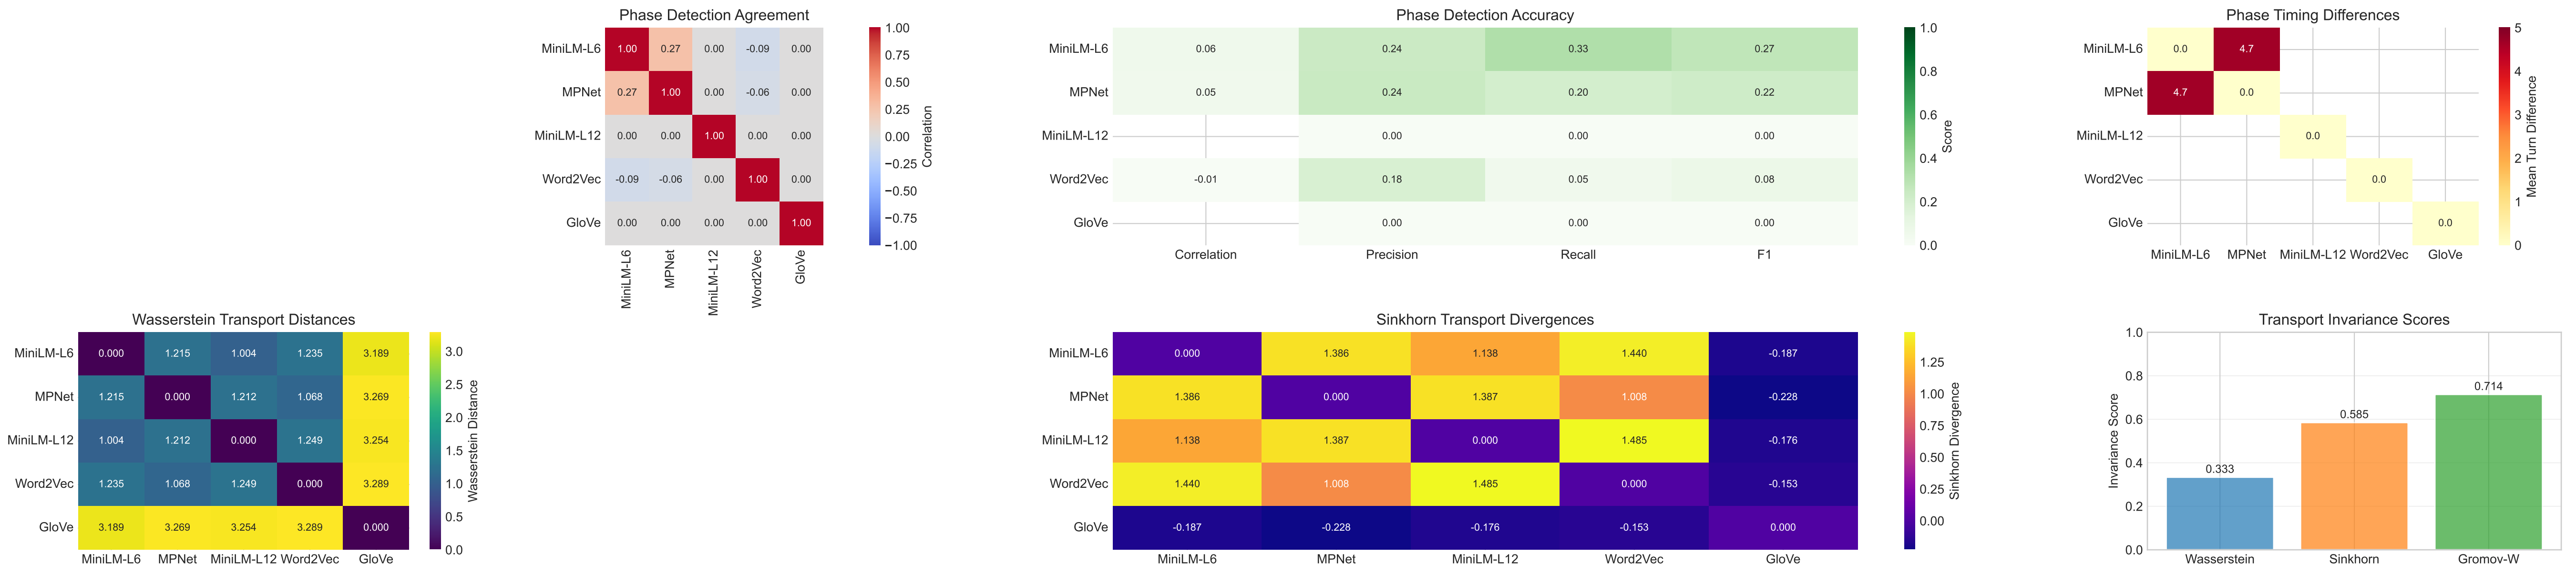 Phase Detection Agreement
MiniLM-L6 1.00 0.27 0.00 -0.09 0.00
MPNet 0.27 1.00 0.00 -0.06 0.00
MiniLM-L12 0.00 0.00 1.00 0.00 0.00
Word2Vec -0.09 -0.06 0.00 1.00 0.00
GloVe 0.00 0.00 0.00 0.00 1.00
MiniLM-L6 MPNet MiniLM-L12 Word2Vec GloVe
1.00
0.75
0.50
0.25
0.00
−0.25
−0.50
−0.75
−1.00
Correlation
Phase Detection Accuracy
MiniLM-L6 0.06 0.24 0.33 0.27
MPNet 0.05 0.24 0.20 0.22
MiniLM-L12 0.00 0.00 0.00
Word2Vec -0.01 0.18 0.05 0.08
GloVe 0.00 0.00 0.00
Correlation Precision Recall F1
1.0
0.8
0.6
0.4
0.2
0.0
Score
Phase Timing Differences
MiniLM-L6 0.0 4.7
MPNet 4.7 0.0
MiniLM-L12 0.0
Word2Vec 0.0
GloVe 0.0
MiniLM-L6 MPNet MiniLM-L12 Word2Vec GloVe
5
4
3
2
1
0
Mean Turn Difference
Wasserstein Transport Distances
MiniLM-L6 0.000 1.215 1.004 1.235 3.189
MPNet 1.215 0.000 1.212 1.068 3.269
MiniLM-L12 1.004 1.212 0.000 1.249 3.254
Word2Vec 1.235 1.068 1.249 0.000 3.289
GloVe 3.189 3.269 3.254 3.289 0.000
MiniLM-L6 MPNet MiniLM-L12 Word2Vec GloVe
3.0
2.5
2.0
1.5
1.0
0.5
0.0
Wasserstein Distance
Sinkhorn Transport Divergences
MiniLM-L6 0.000 1.386 1.138 1.440 -0.187
MPNet 1.386 0.000 1.387 1.008 -0.228
MiniLM-L12 1.138 1.387 0.000 1.485 -0.176
Word2Vec 1.440 1.008 1.485 0.000 -0.153
GloVe -0.187 -0.228 -0.176 -0.153 0.000
MiniLM-L6 MPNet MiniLM-L12 Word2Vec GloVe
1.25
1.00
0.75
0.50
0.25
0.00
Sinkhorn Divergence
Transport Invariance Scores
1.0
0.8
0.6
0.4
0.2
0.0
Invariance Score
0.333 0.585 0.714
Wasserstein Sinkhorn Gromov-W